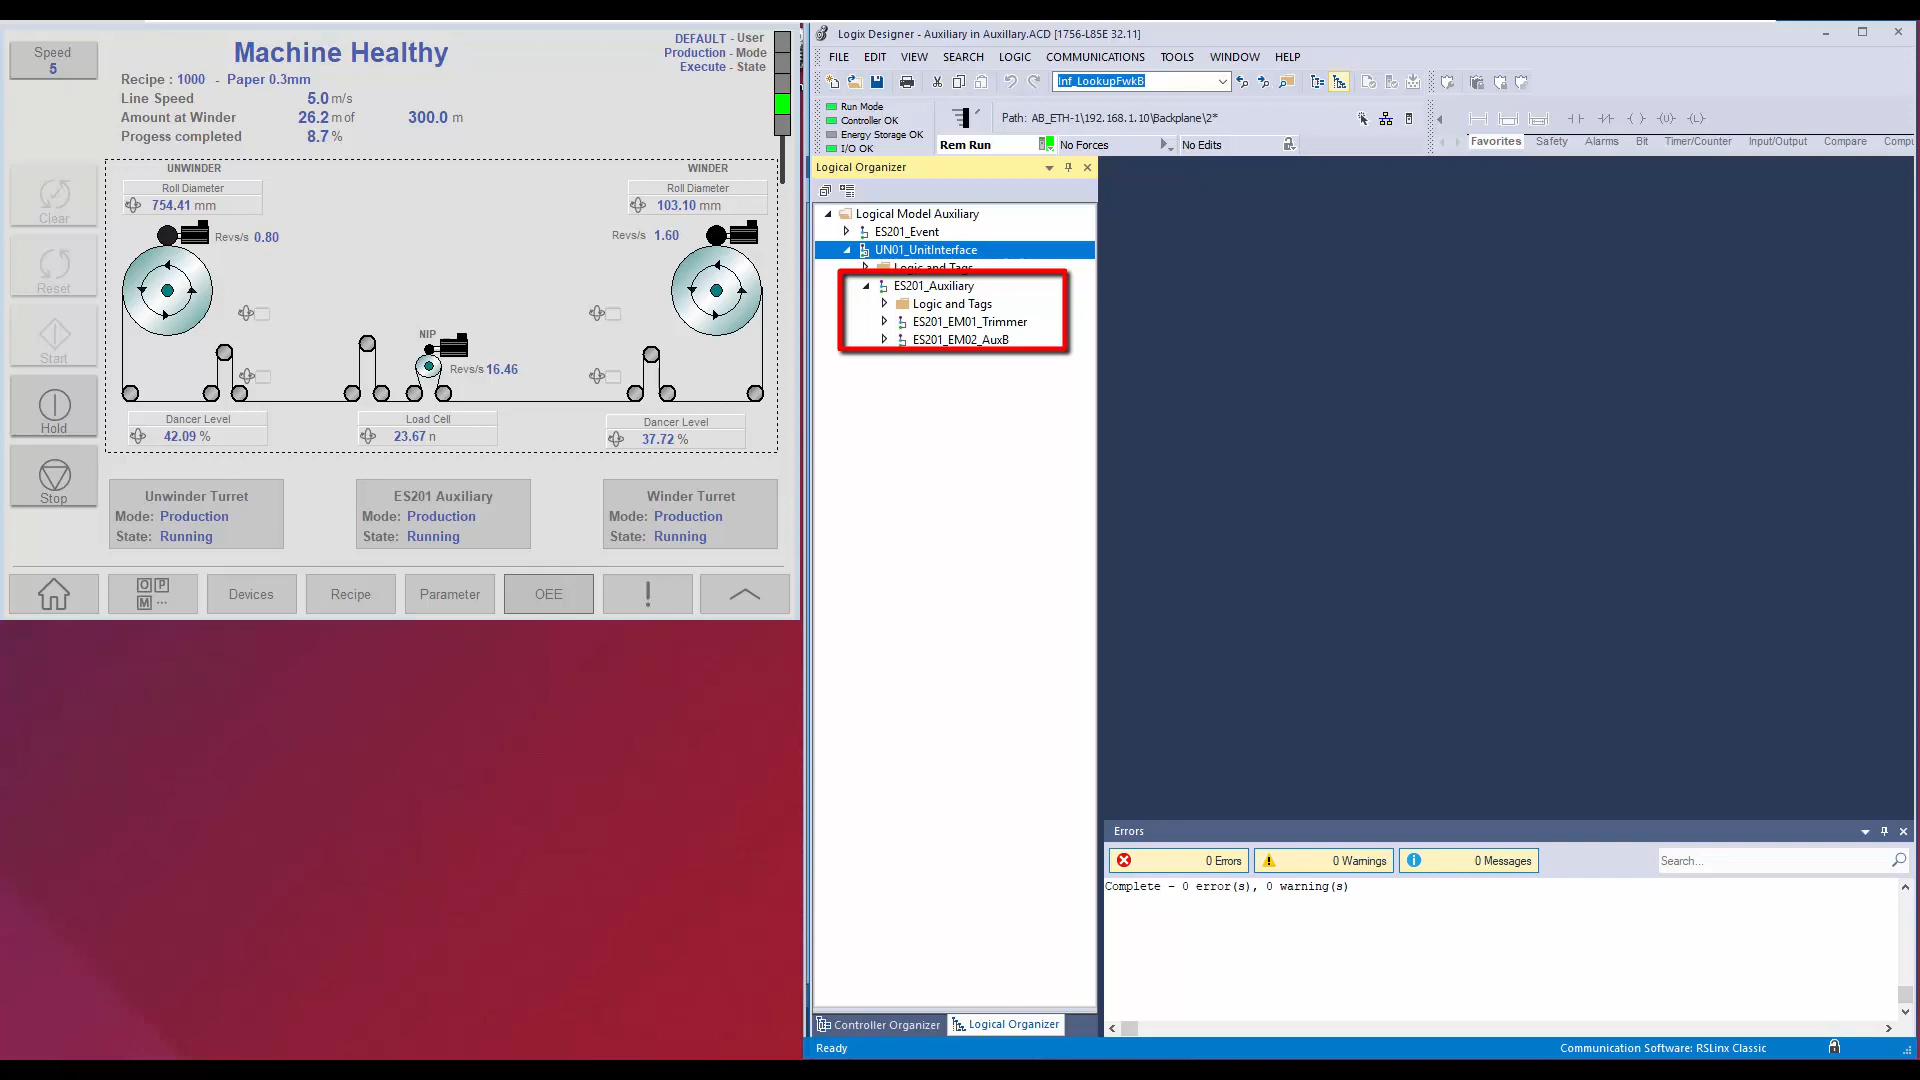 Speed
5
Machine Healthy
DEFAULT - User
Production - Mode
Execute - State
Recipe : 1000 - Paper 0.3mm
Line Speed 5.0 m/s
Amount at Winder 26.2 m of 300.0 m
Progess completed 8.7 %
Clear
Reset
Start
Hold
Stop
UNWINDER
WINDER
Roll Diameter
754.41 mm
Roll Diameter
103.10 mm
Revs/s 0.80
Revs/s 1.60
NIP
Revs/s 16.46
Dancer Level
42.09 %
Load Cell
23.67 n
Dancer Level
37.72 %
Unwinder Turret
Mode: Production
State: Running
ES201 Auxiliary
Mode: Production
State: Running
Winder Turret
Mode: Production
State: Running
O P
M ...
Devices
Recipe
Parameter
OEE
!
Logix Designer - Auxiliary in Auxillary.ACD [1756-L85E 32.11]
FILE EDIT VIEW SEARCH LOGIC COMMUNICATIONS TOOLS WINDOW HELP
Inf_LookupFwkB
Run Mode
Controller OK
Energy Storage OK
I/O OK
Path: AB_ETH-1\192.168.1.10\Backplane\2*
Rem Run
No Forces
No Edits
Favorites Safety Alarms Bit Timer/Counter Input/Output Compare Compu
Logical Organizer
Logical Model Auxiliary
ES201_Event
UN01_UnitInterface
Logic and Tags
ES201_Auxiliary
Logic and Tags
ES201_EM01_Trimmer
ES201_EM02_AuxB
Errors
0 Errors
0 Warnings
0 Messages
Search...
Complete - 0 error(s), 0 warning(s)
Controller Organizer
Logical Organizer
Ready
Communication Software: RSLinx Classic